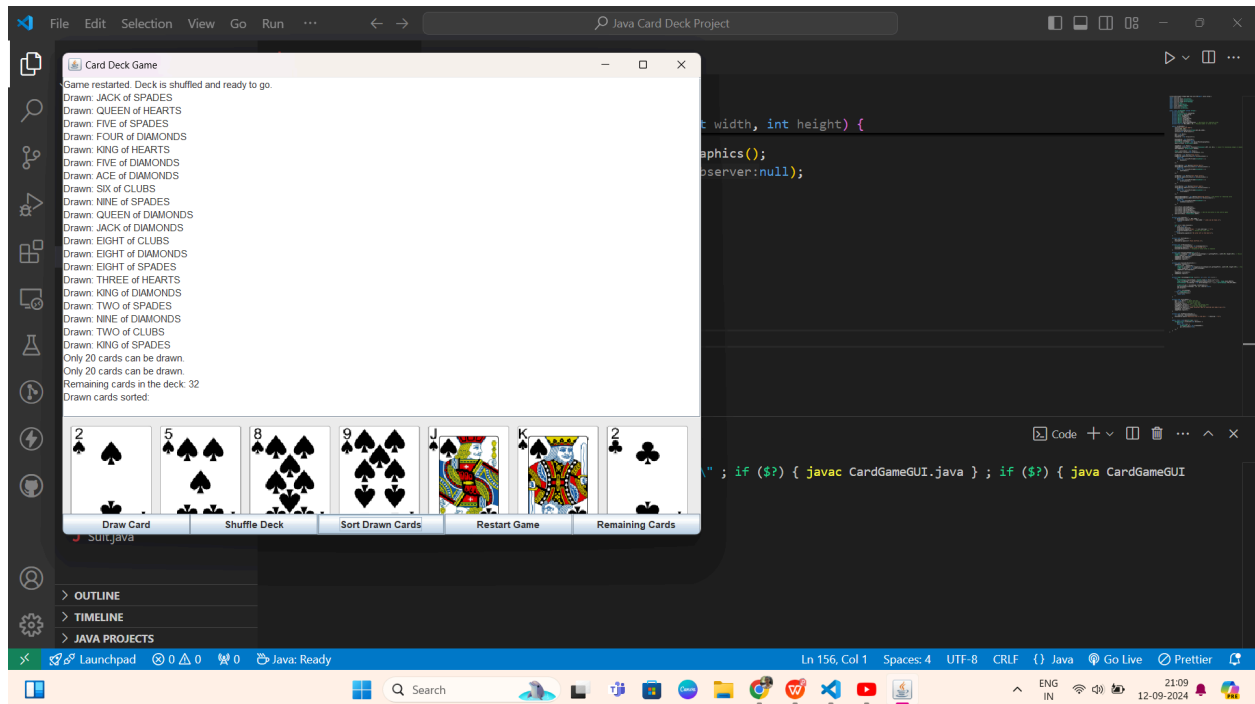 File Edit Selection View Go Run ··· ← → Java Card Deck Project
Card Deck Game
Game restarted. Deck is shuffled and ready to go.
Drawn: JACK of SPADES
Drawn: QUEEN of HEARTS
Drawn: FIVE of SPADES
Drawn: FOUR of DIAMONDS
Drawn: KING of HEARTS
Drawn: FIVE of DIAMONDS
Drawn: ACE of DIAMONDS
Drawn: SIX of CLUBS
Drawn: NINE of SPADES
Drawn: QUEEN of DIAMONDS
Drawn: JACK of DIAMONDS
Drawn: EIGHT of CLUBS
Drawn: EIGHT of DIAMONDS
Drawn: EIGHT of SPADES
Drawn: THREE of HEARTS
Drawn: KING of DIAMONDS
Drawn: TWO of SPADES
Drawn: NINE of DIAMONDS
Drawn: TWO of CLUBS
Drawn: KING of SPADES
Only 20 cards can be drawn.
Only 20 cards can be drawn.
Remaining cards in the deck: 32
Drawn cards sorted:
2 5 8 9 J K 2
Draw Card Shuffle Deck Sort Drawn Cards Restart Game Remaining Cards
t width, int height) {
aphics();
bserver:null);
Code
\" ; if ($?) { javac CardGameGUI.java } ; if ($?) { java CardGameGUI
J Suit.java
> OUTLINE
> TIMELINE
> JAVA PROJECTS
Launchpad 0 0 0 Java: Ready Ln 156, Col 1 Spaces: 4 UTF-8 CRLF {} Java Go Live Prettier
Search
ENG
IN
21:09
12-09-2024